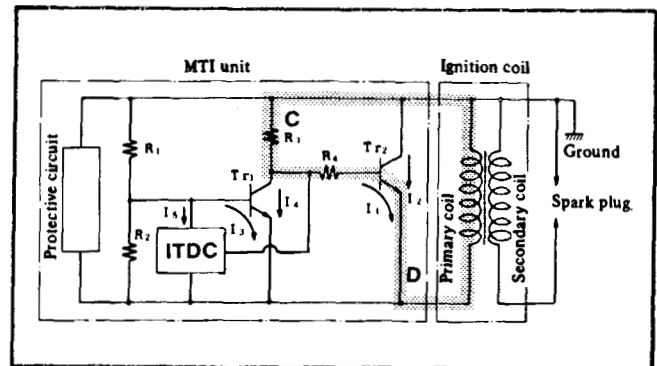 MTI unit
Ignition coil
Protective circuit
R1
R2
C
R3
R4
Tr1
Tr2
I5
I3
I4
I1
I2
ITDC
D
Primary coil
Secondary coil
Ground
Spark plug.